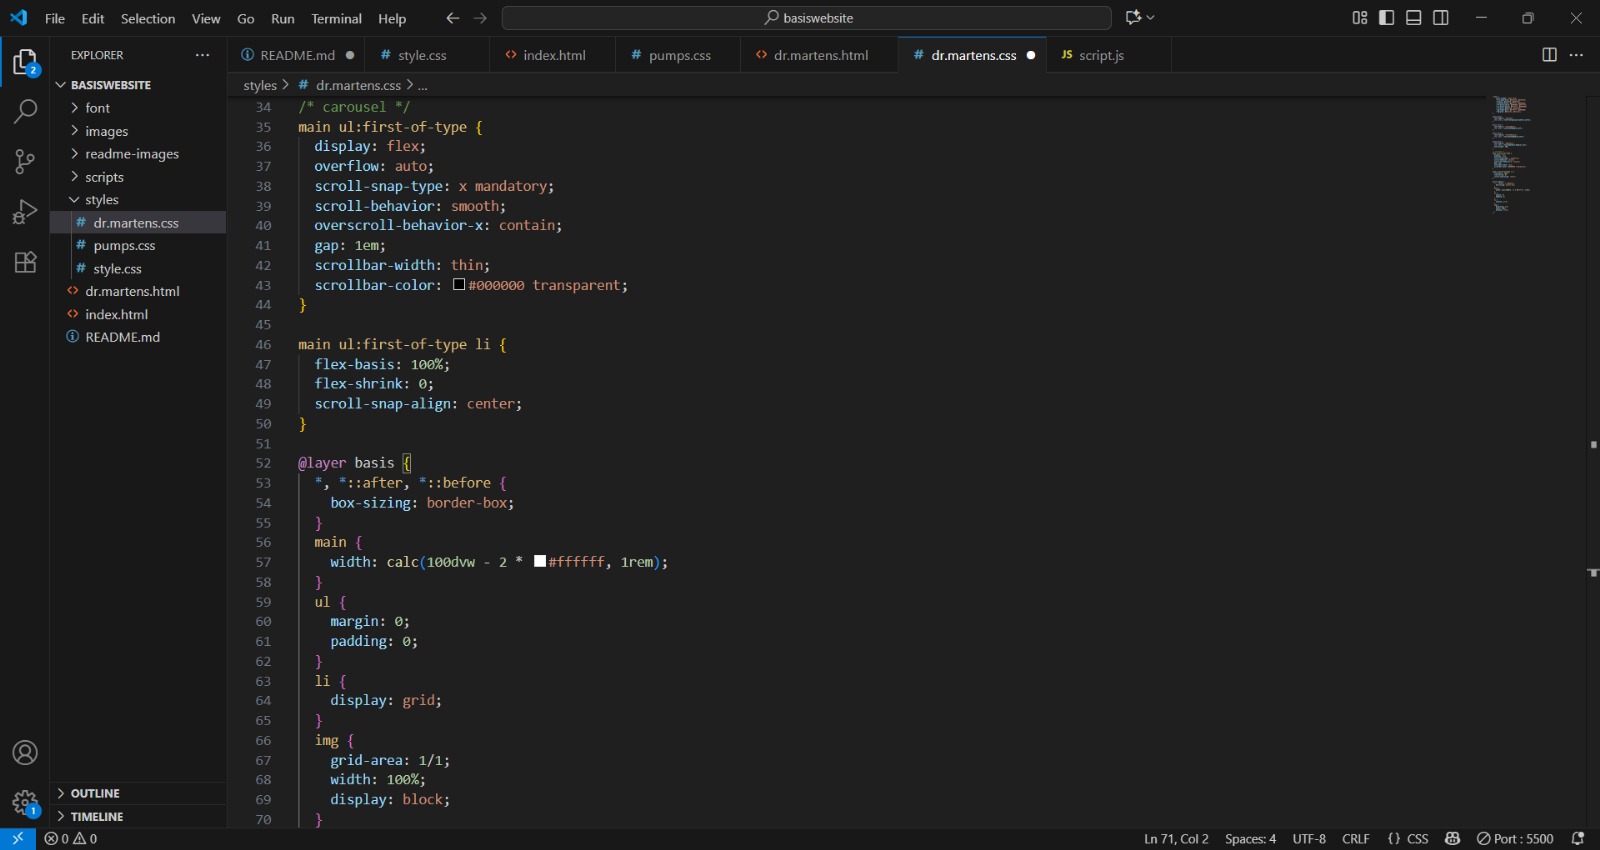 File Edit Selection View Go Run Terminal Help
basiswebsite
EXPLORER
README.md
style.css
index.html
pumps.css
dr.martens.html
dr.martens.css
JS script.js
styles > # dr.martens.css > ...
2
BASISWEBSITE
font
images
readme-images
scripts
styles
# dr.martens.css
# pumps.css
# style.css
<> dr.martens.html
<> index.html
README.md
OUTLINE
TIMELINE
1
34 /* carousel */
35 main ul:first-of-type {
36 display: flex;
37 overflow: auto;
38 scroll-snap-type: x mandatory;
39 scroll-behavior: smooth;
40 overscroll-behavior-x: contain;
41 gap: 1em;
42 scrollbar-width: thin;
43 scrollbar-color: #000000 transparent;
44 }
45
46 main ul:first-of-type li {
47 flex-basis: 100%;
48 flex-shrink: 0;
49 scroll-snap-align: center;
50 }
51
52 @layer basis {
53 *, *::after, *::before {
54 box-sizing: border-box;
55 }
56 main {
57 width: calc(100dvw - 2 * #ffffff, 1rem);
58 }
59 ul {
60 margin: 0;
61 padding: 0;
62 }
63 li {
64 display: grid;
65 }
66 img {
67 grid-area: 1/1;
68 width: 100%;
69 display: block;
70 }
0 0
Ln 71, Col 2 Spaces: 4 UTF-8 CRLF {} CSS Port : 5500